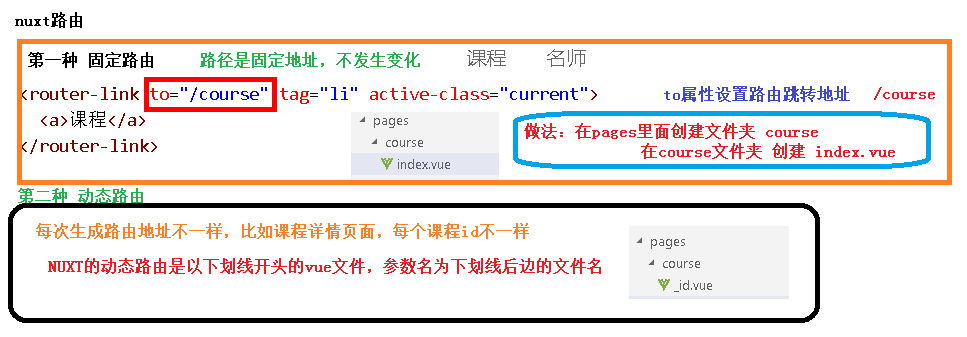 nuxt路由
第一种 固定路由 路径是固定地址，不发生变化 课程 名师
<router-link to="/course" tag="li" active-class="current"> to属性设置路由跳转地址 /course
<a>课程</a>
</router-link>
pages
course
index.vue
做法：在pages里面创建文件夹 course
在course文件夹 创建 index.vue
第二种 动态路由
每次生成路由地址不一样，比如课程详情页面，每个课程id不一样
NUXT的动态路由是以下划线开头的vue文件，参数名为下划线后边的文件名
pages
course
_id.vue